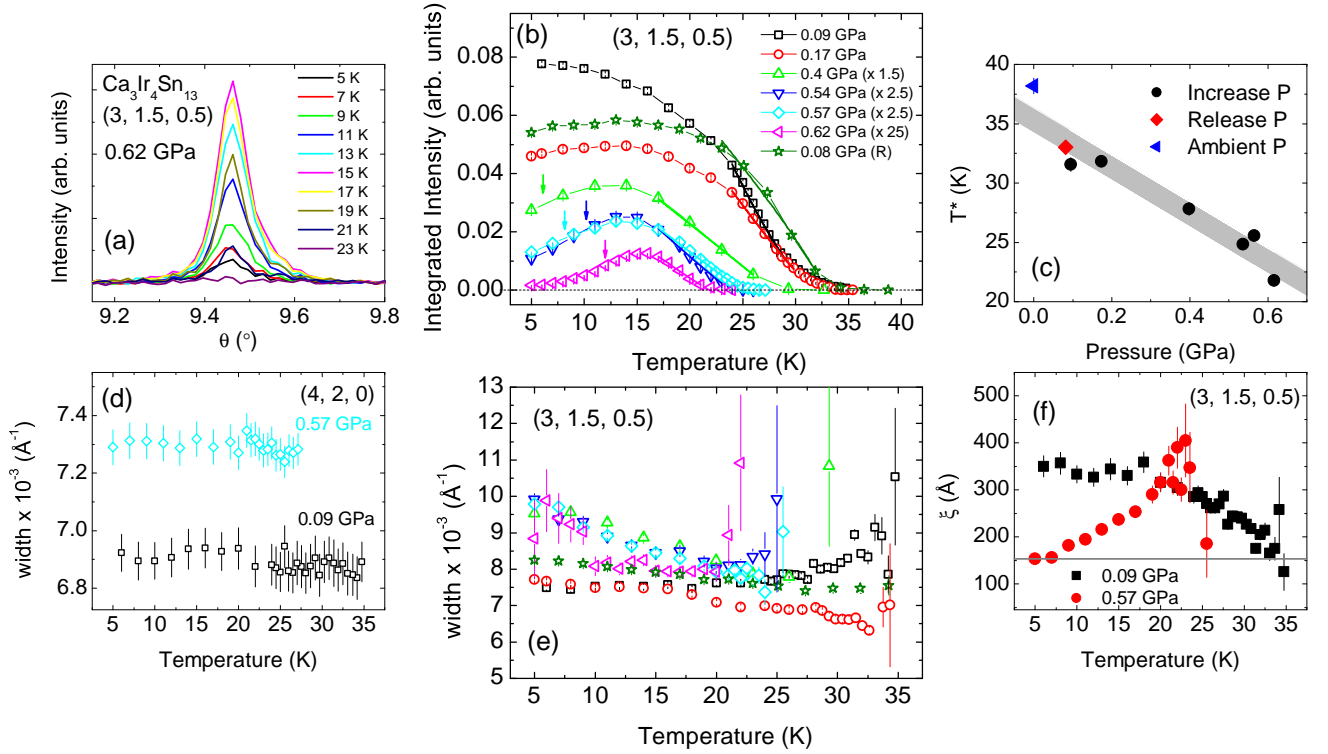 Ca3Ir4Sn13
(3, 1.5, 0.5)
0.62 GPa
5 K
7 K
9 K
11 K
13 K
15 K
17 K
19 K
21 K
23 K
(a)
Intensity (arb. units)
9.2 9.4 9.6 9.8
θ (°)
(b)
(3, 1.5, 0.5)
0.09 GPa
0.17 GPa
0.4 GPa (x 1.5)
0.54 GPa (x 2.5)
0.57 GPa (x 2.5)
0.62 GPa (x 25)
0.08 GPa (R)
Integrated Intensity (arb. units)
0.08
0.06
0.04
0.02
0.00
5 10 15 20 25 30 35 40
Temperature (K)
(c)
Increase P
Release P
Ambient P
T* (K)
40
35
30
25
20
0.0 0.2 0.4 0.6
Pressure (GPa)
(d)
(4, 2, 0)
0.57 GPa
0.09 GPa
width x 10-3 (Å-1)
7.4
7.2
7.0
6.8
5 10 15 20 25 30 35
Temperature (K)
(3, 1.5, 0.5)
(e)
width x 10-3 (Å-1)
13
12
11
10
9
8
7
6
5
5 10 15 20 25 30 35
Temperature (K)
(3, 1.5, 0.5)
(f)
0.09 GPa
0.57 GPa
ξ (Å)
500
400
300
200
100
5 10 15 20 25 30 35
Temperature (K)